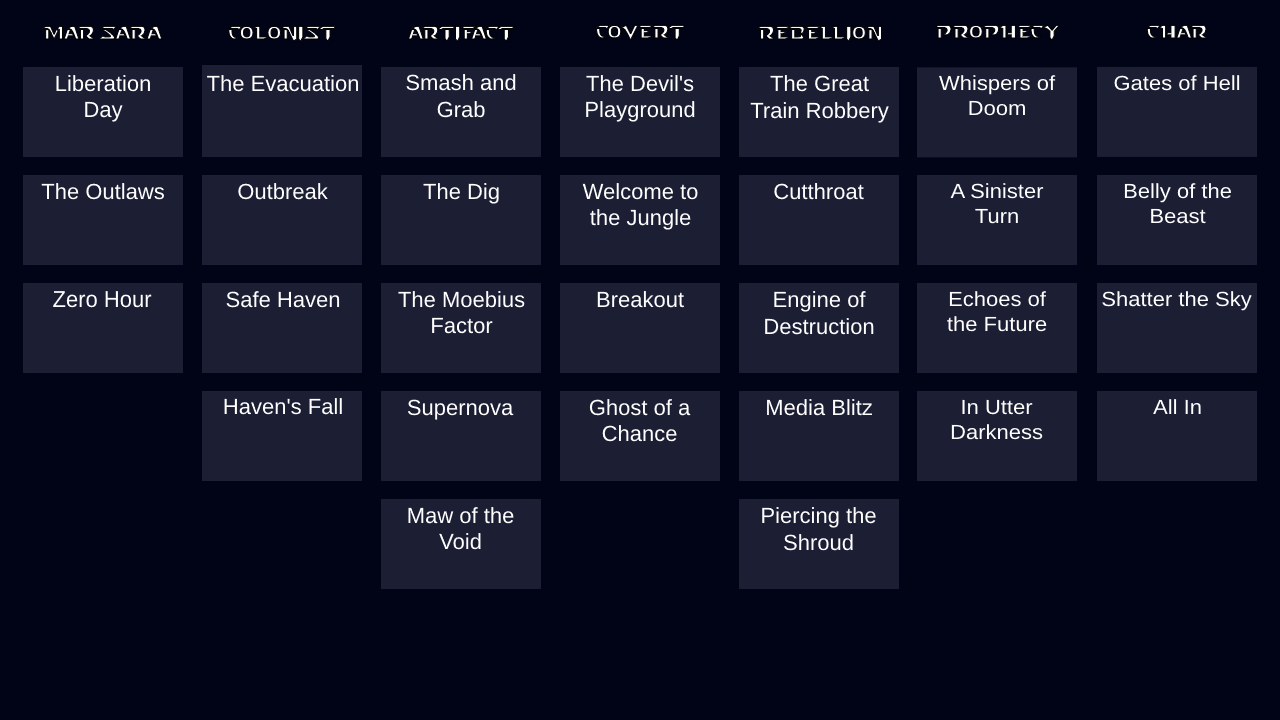 MAR SARA
COLONIST
ARTIFACT
COVERT
REBELLION
PROPHECY
CHAR
Liberation
Day
The Evacuation
Smash and
Grab
The Devil's
Playground
The Great
Train Robbery
Whispers of
Doom
Gates of Hell
The Outlaws
Outbreak
The Dig
Welcome to
the Jungle
Cutthroat
A Sinister
Turn
Belly of the
Beast
Zero Hour
Safe Haven
The Moebius
Factor
Breakout
Engine of
Destruction
Echoes of
the Future
Shatter the Sky
Haven's Fall
Supernova
Ghost of a
Chance
Media Blitz
In Utter
Darkness
All In
Maw of the
Void
Piercing the
Shroud